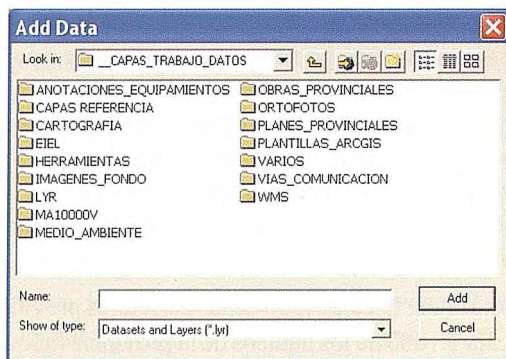 Add Data
Look in: __CAPAS_TRABAJO_DATOS
ANOTACIONES_EQUIPAMIENTOS
CAPAS REFERENCIA
CARTOGRAFIA
EIEL
HERRAMIENTAS
IMAGENES_FONDO
LYR
MA10000V
MEDIO_AMBIENTE
OBRAS_PROVINCIALES
ORTOFOTOS
PLANES_PROVINCIALES
PLANTILLAS_ARCGIS
VARIOS
VIAS_COMUNICACION
WMS
Name:
Add
Show of type: Datasets and Layers (*.lyr)
Cancel